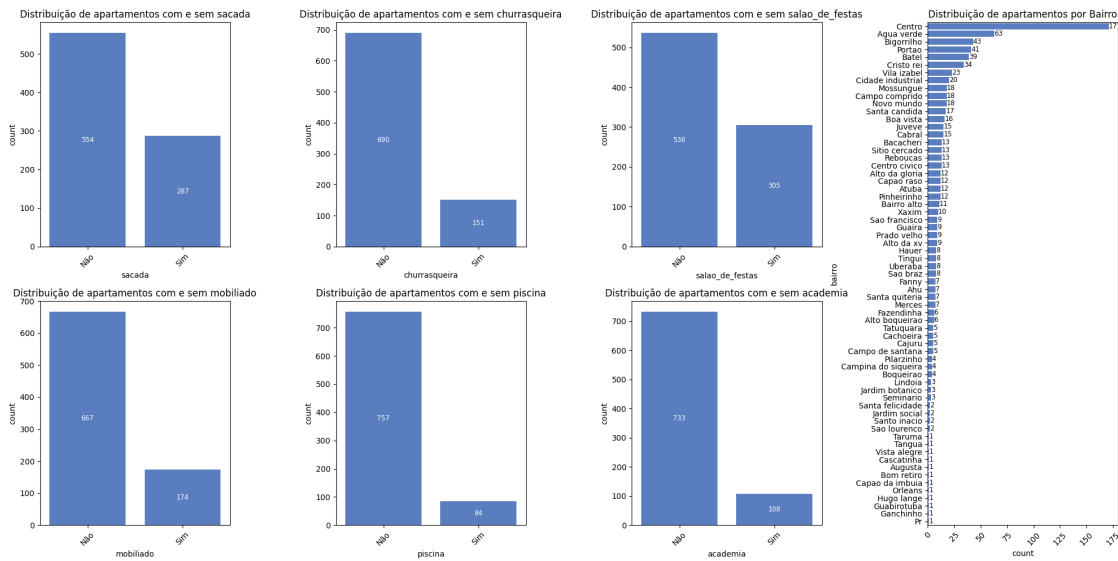 Distribuição de apartamentos com e sem sacada
count
500
400
300
200
100
0
554
287
Não
Sim
sacada
Distribuição de apartamentos com e sem churrasqueira
count
700
600
500
400
300
200
100
0
690
151
Não
Sim
churrasqueira
Distribuição de apartamentos com e sem salao_de_festas
count
500
400
300
200
100
0
536
305
Não
Sim
salao_de_festas
Distribuição de apartamentos com e sem mobiliado
count
700
600
500
400
300
200
100
0
667
174
Não
Sim
mobiliado
Distribuição de apartamentos com e sem piscina
count
700
600
500
400
300
200
100
0
757
84
Não
Sim
piscina
Distribuição de apartamentos com e sem academia
count
700
600
500
400
300
200
100
0
733
108
Não
Sim
academia
Distribuição de apartamentos por Bairro
bairro
Centro 17
Agua verde 63
Bigorrilho 43
Portao 41
Batel 39
Cristo rei 34
Vila izabel 23
Cidade industrial 20
Mossungue 18
Campo comprido 18
Novo mundo 18
Santa candida 17
Boa vista 16
Juveve 15
Cabral 15
Bacacheri 13
Sitio cercado 13
Reboucas 13
Centro civico 13
Alto da gloria 12
Capao raso 12
Atuba 12
Pinheirinho 12
Bairro alto 11
Xaxim 10
Sao francisco 9
Guaira 9
Prado velho 9
Alto da xv 9
Hauer 8
Tingui 8
Uberaba 8
Sao braz 8
Fanny 7
Ahu 7
Santa quiteria 7
Merces 7
Fazendinha 6
Alto boqueirao 6
Tatuquara 5
Cachoeira 5
Cajuru 5
Campo de santana 5
Pilarzinho 4
Campina do siqueira 4
Boqueirao 4
Lindoia 3
Jardim botanico 3
Seminario 3
Santa felicidade 2
Jardim social 2
Santo inacio 2
Sao lourenco 2
Taruma 1
Tangua 1
Vista alegre 1
Cascatinha 1
Augusta 1
Bom retiro 1
Capao da imbuia 1
Orleans 1
Hugo lange 1
Guabirotuba 1
Ganchinho 1
Pr 1
0 25 50 75 100 125 150 175
count